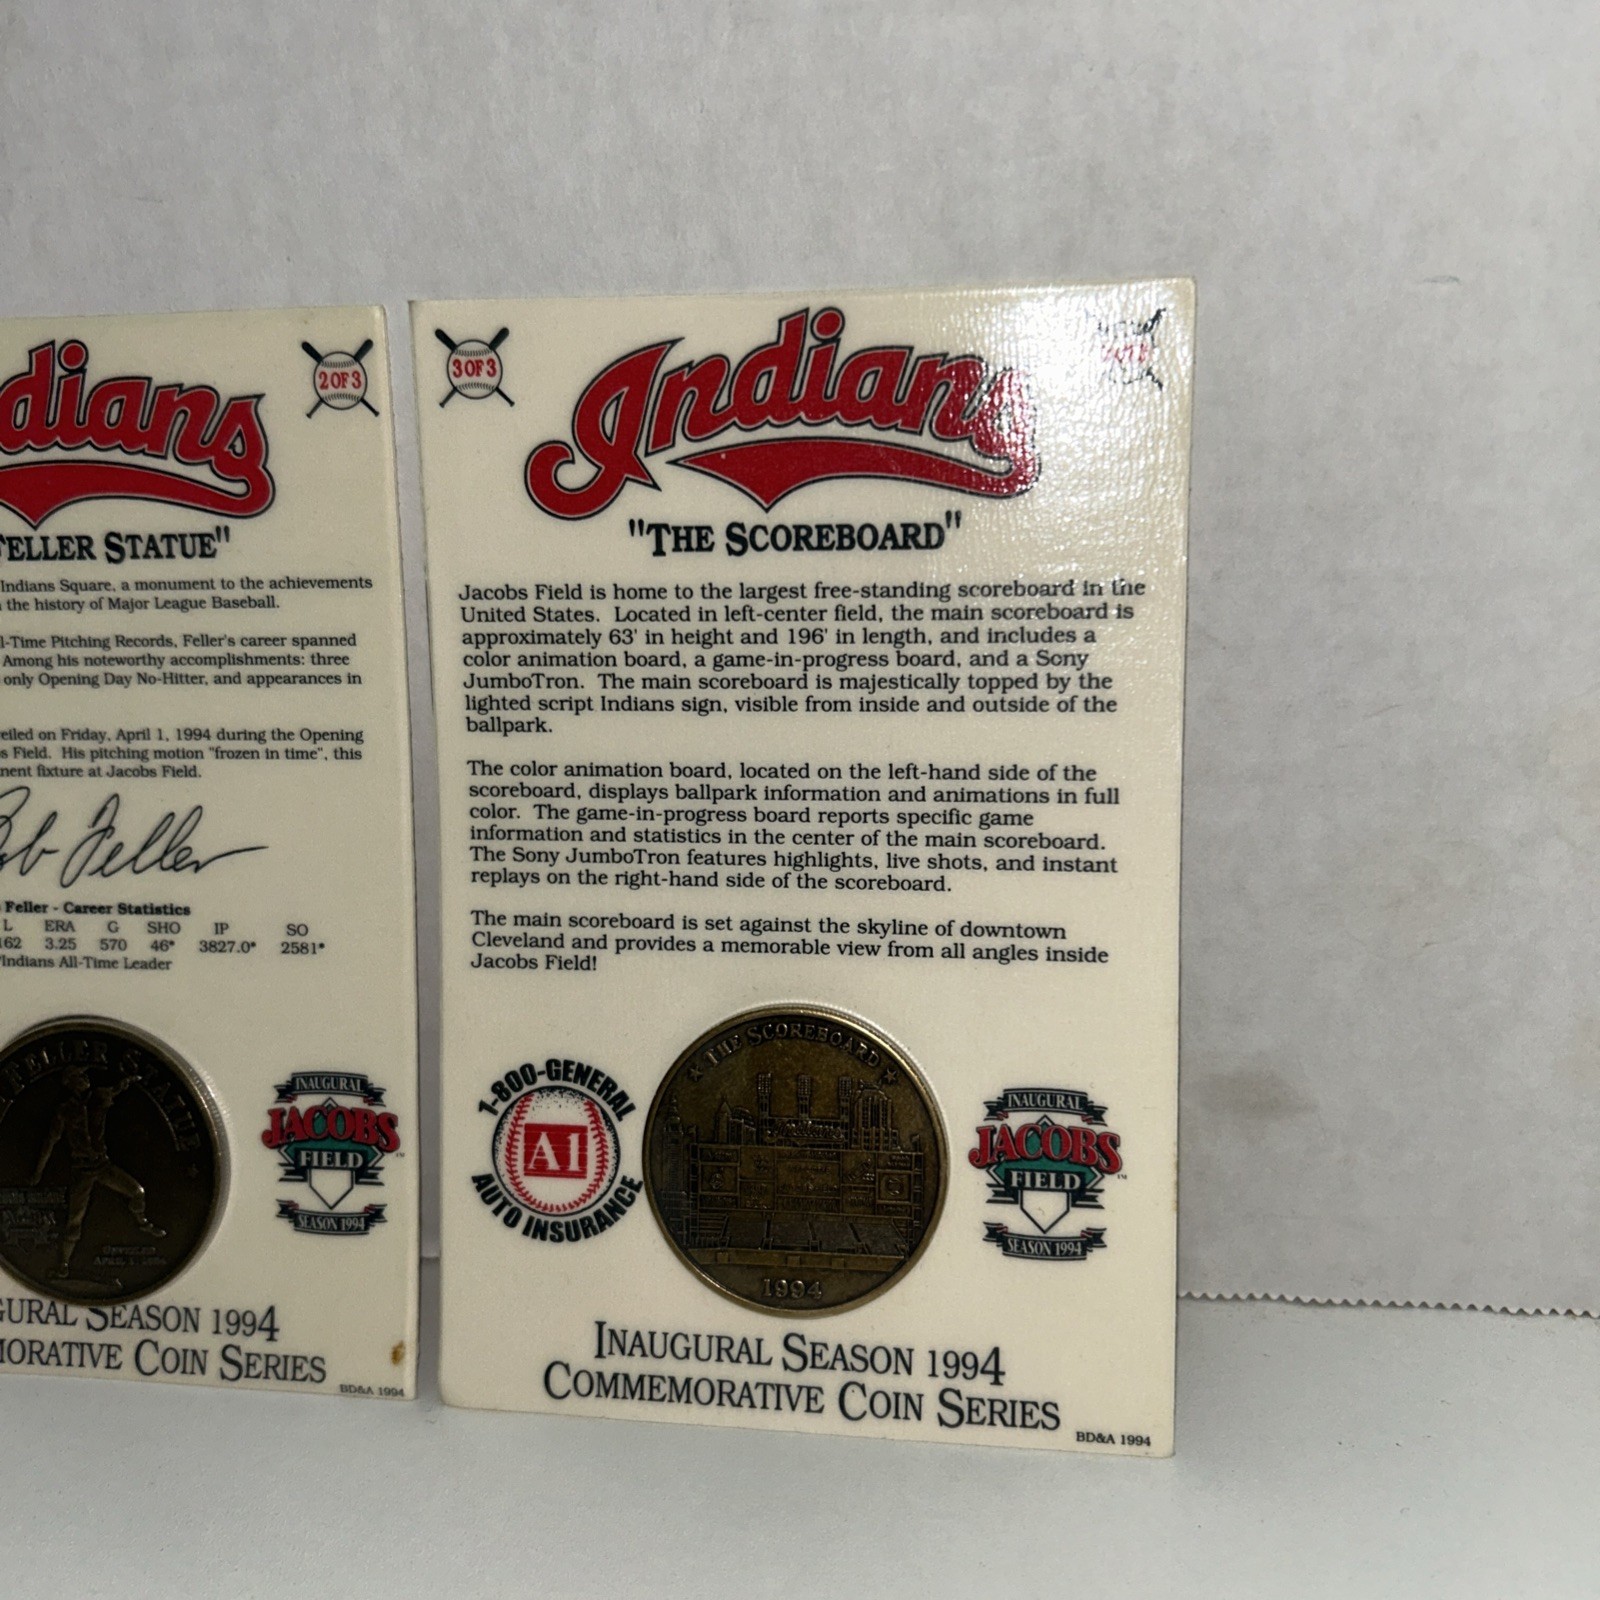 dians
2 OF 3
FELLER STATUE"
Indians Square, a monument to the achievements
the history of Major League Baseball.
l-Time Pitching Records, Feller's career spanned
Among his noteworthy accomplishments: three
only Opening Day No-Hitter, and appearances in
eiled on Friday, April 1, 1994 during the Opening
s Field. His pitching motion "frozen in time", this
nent fixture at Jacobs Field.
Bob Feller
Feller - Career Statistics
L ERA G SHO IP SO
162 3.25 570 46* 3827.0* 2581*
*Indians All-Time Leader
FELLER STATUE
INAUGURAL
JACOBS
FIELD
SEASON 1994
GURAL SEASON 1994
MORATIVE COIN SERIES
BD&A 1994
3 OF 3
Indians
"THE SCOREBOARD"
Jacobs Field is home to the largest free-standing scoreboard in the
United States. Located in left-center field, the main scoreboard is
approximately 63' in height and 196' in length, and includes a
color animation board, a game-in-progress board, and a Sony
JumboTron. The main scoreboard is majestically topped by the
lighted script Indians sign, visible from inside and outside of the
ballpark.
The color animation board, located on the left-hand side of the
scoreboard, displays ballpark information and animations in full
color. The game-in-progress board reports specific game
information and statistics in the center of the main scoreboard.
The Sony JumboTron features highlights, live shots, and instant
replays on the right-hand side of the scoreboard.
The main scoreboard is set against the skyline of downtown
Cleveland and provides a memorable view from all angles inside
Jacobs Field!
1-800-GENERAL
A1
AUTO INSURANCE
THE SCOREBOARD
1994
INAUGURAL
JACOBS
FIELD
TM
SEASON 1994
INAUGURAL SEASON 1994
COMMEMORATIVE COIN SERIES
BD&A 1994